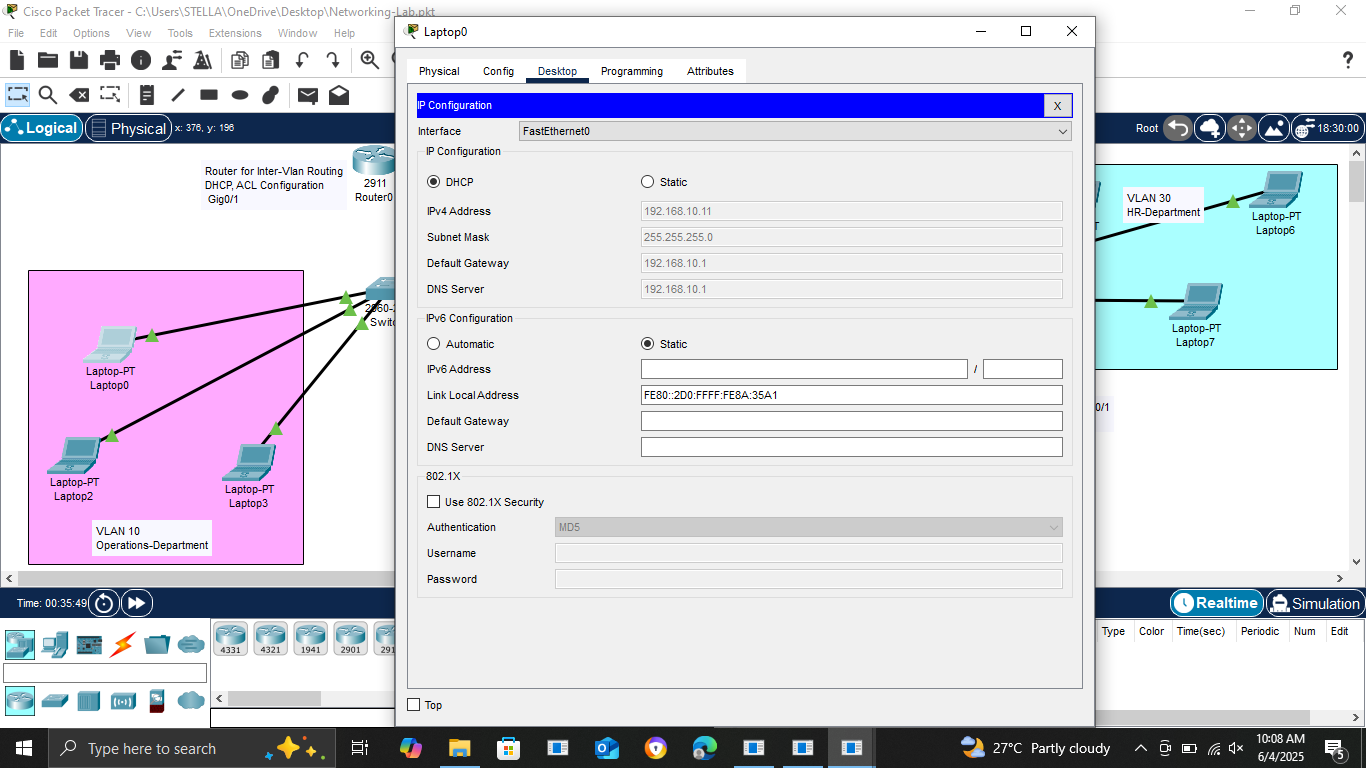 Cisco Packet Tracer - C:\Users\STELLA\OneDrive\Desktop\Networking-Lab.pkt
File Edit Options View Tools Extensions Window Help
Logical
Physical
x: 376, y: 196
Root
18:30:00
Router for Inter-Vlan Routing
DHCP, ACL Configuration
Gig0/1
2911
Router0
Laptop-PT
Laptop0
Laptop-PT
Laptop2
Laptop-PT
Laptop3
VLAN 10
Operations-Department
Laptop0
Physical Config Desktop Programming Attributes
IP Configuration
X
Interface FastEthernet0
IP Configuration
DHCP Static
IPv4 Address 192.168.10.11
Subnet Mask 255.255.255.0
Default Gateway 192.168.10.1
DNS Server 192.168.10.1
IPv6 Configuration
Automatic Static
IPv6 Address /
Link Local Address FE80::2D0:FFFF:FE8A:35A1
Default Gateway
DNS Server
802.1X
Use 802.1X Security
Authentication MD5
Username
Password
Top
VLAN 30
HR-Department
Laptop-PT
Laptop6
Laptop-PT
Laptop7
0/1
Time: 00:35:49
Realtime
Simulation
4331 4321 1941 2901
Type Color Time(sec) Periodic Num Edit
Type here to search
27°C Partly cloudy
10:08 AM
6/4/2025
5